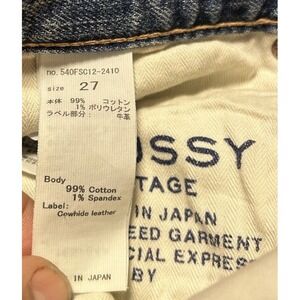 no. 540FSC12-2410
size 27
本体 99% コットン
1% ポリウレタン
ラベル部分: 牛革
Body
99% Cotton
1% Spandex
Label:
Cowhide leather
IN JAPAN
SSY
TAGE
IN JAPAN
EED GARMENT
CIAL EXPRES
BY